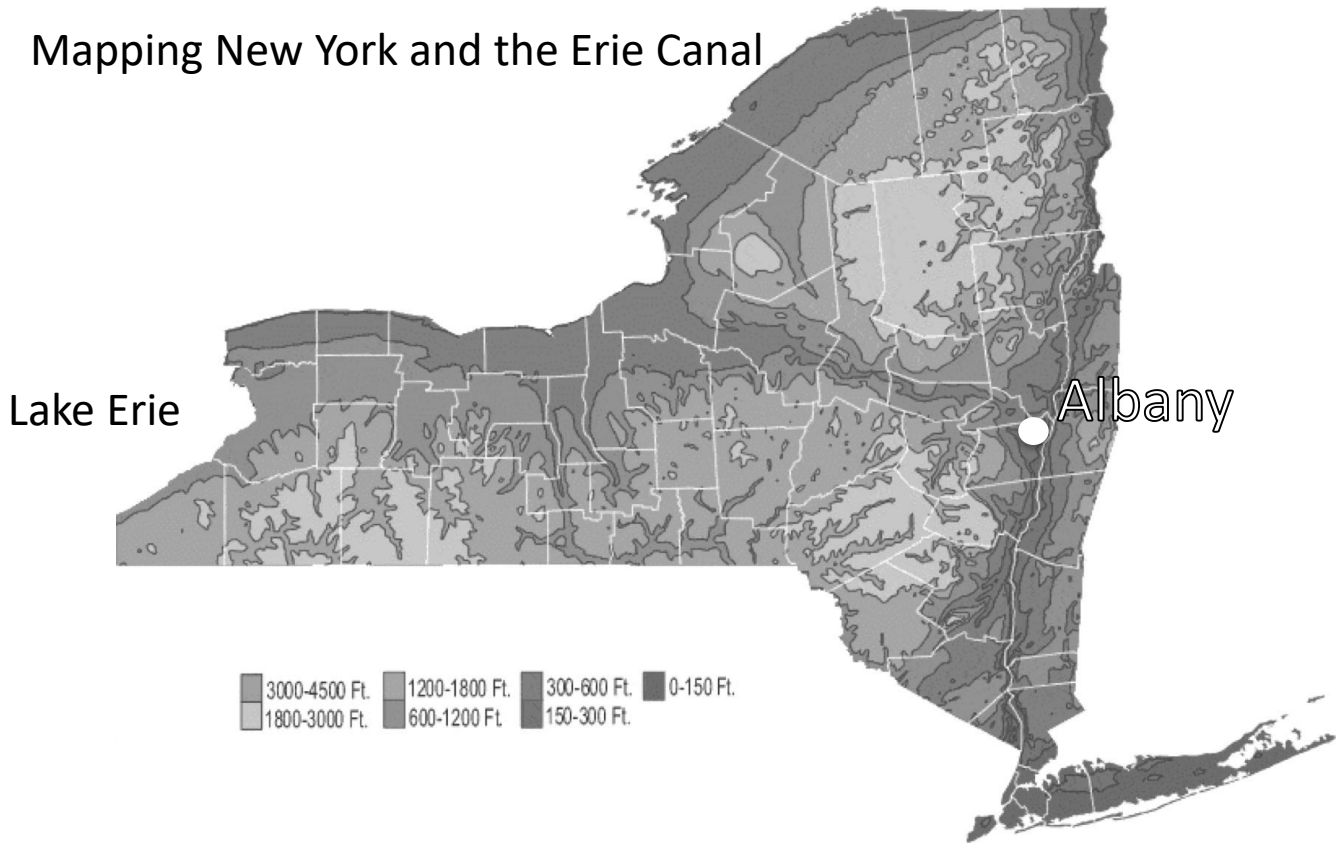 Mapping New York and the Erie Canal
Lake Erie
Albany
3000-4500 Ft.
1200-1800 Ft.
300-600 Ft.
0-150 Ft.
1800-3000 Ft.
600-1200 Ft.
150-300 Ft.